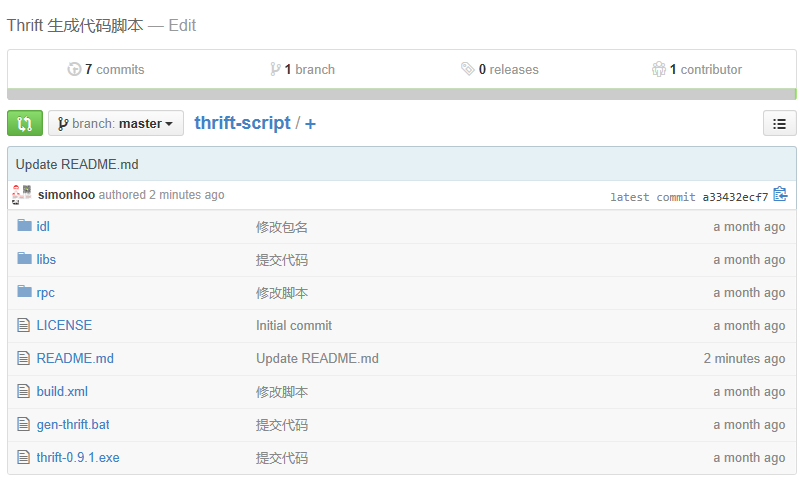 Thrift 生成代码脚本 — Edit
7 commits 1 branch 0 releases 1 contributor
branch: master thrift-script / +
Update README.md
simonhoo authored 2 minutes ago latest commit a33432ecf7
idl 修改包名 a month ago
libs 提交代码 a month ago
rpc 修改脚本 a month ago
LICENSE Initial commit a month ago
README.md Update README.md 2 minutes ago
build.xml 修改脚本 a month ago
gen-thrift.bat 提交代码 a month ago
thrift-0.9.1.exe 提交代码 a month ago